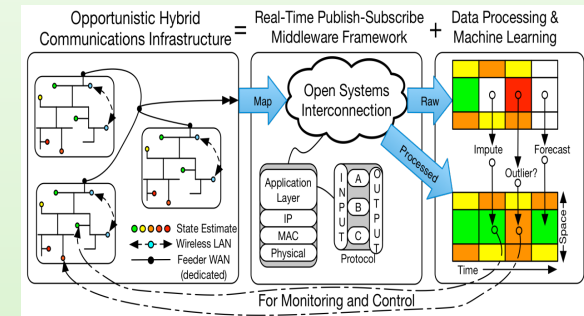 Opportunistic Hybrid
Communications Infrastructure
=
Real-Time Publish-Subscribe
Middleware Framework
+
Data Processing &
Machine Learning
Map
Open Systems
Interconnection
Raw
Processed
Impute
Forecast
Outlier?
Application
Layer
IP
MAC
Physical
INPUT
A
B
C
OUTPUT
Protocol
State Estimate
Wireless LAN
Feeder WAN
(dedicated)
Time
Space
For Monitoring and Control